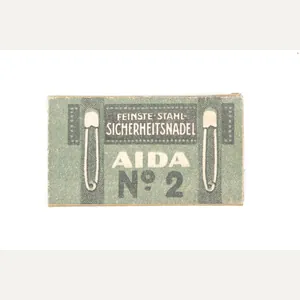 FEINSTE-STAHL-
SICHERHEITSNADEL
AIDA
Nº 2